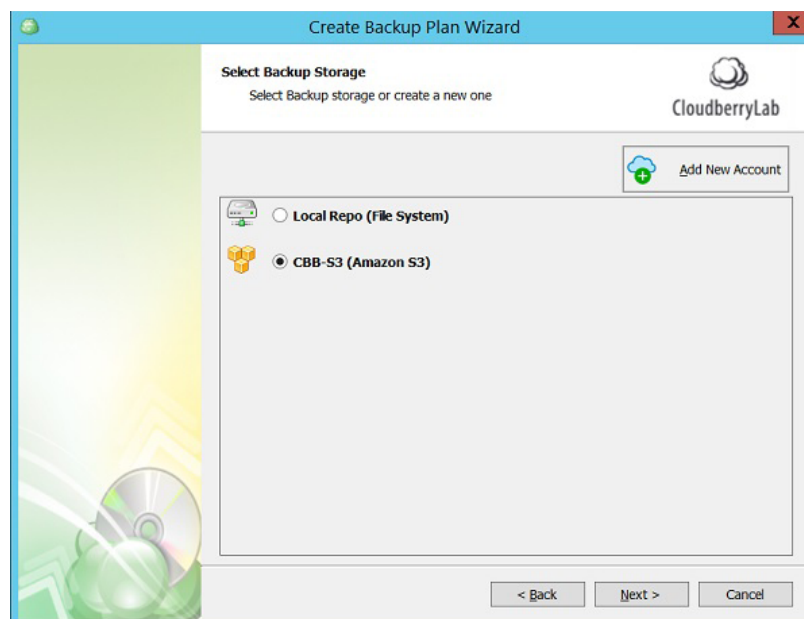 Create Backup Plan Wizard
X
Select Backup Storage
Select Backup storage or create a new one
CloudberryLab
Add New Account
Local Repo (File System)
CBB-S3 (Amazon S3)
< Back
Next >
Cancel